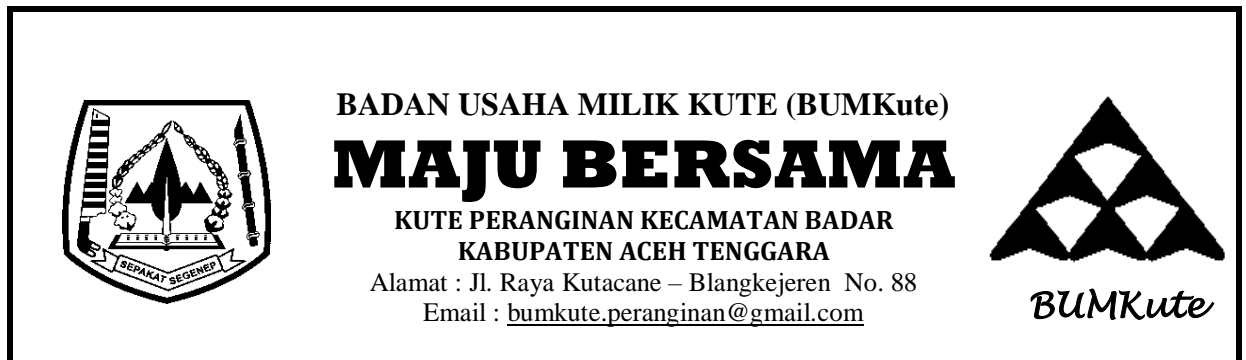 BADAN USAHA MILIK KUTE (BUMKute)
MAJU BERSAMA
KUTE PERANGINAN KECAMATAN BADAR
KABUPATEN ACEH TENGGARA
Alamat : Jl. Raya Kutacane – Blangkejeren No. 88
Email : bumkute.peranginan@gmail.com
SEPAKAT SEGENEP
BUMKute